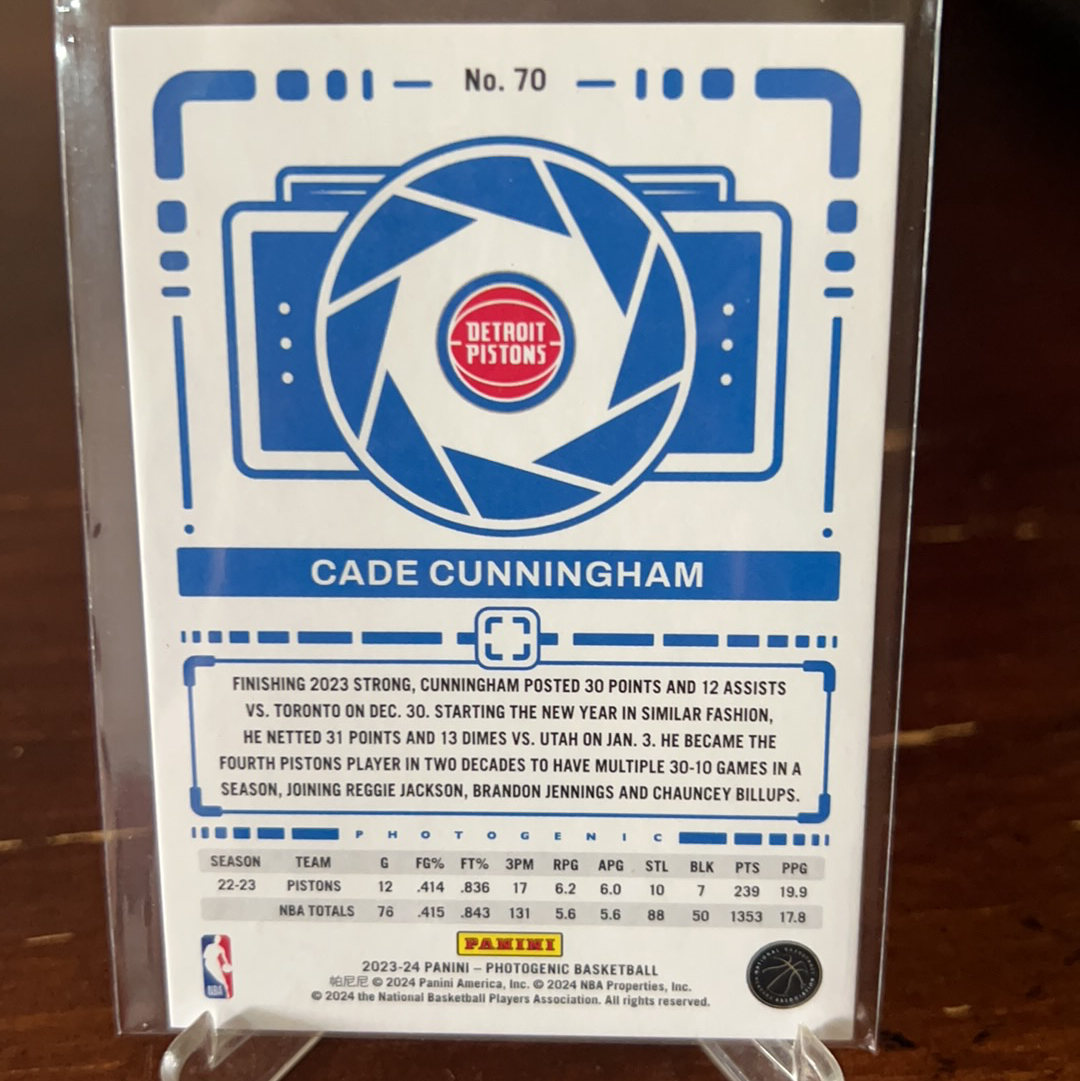 No. 70
DETROIT
PISTONS
CADE CUNNINGHAM
FINISHING 2023 STRONG, CUNNINGHAM POSTED 30 POINTS AND 12 ASSISTS
VS. TORONTO ON DEC. 30. STARTING THE NEW YEAR IN SIMILAR FASHION,
HE NETTED 31 POINTS AND 13 DIMES VS. UTAH ON JAN. 3. HE BECAME THE
FOURTH PISTONS PLAYER IN TWO DECADES TO HAVE MULTIPLE 30-10 GAMES IN A
SEASON, JOINING REGGIE JACKSON, BRANDON JENNINGS AND CHAUNCEY BILLUPS.
PHOTOGENIC
SEASON TEAM G FG% FT% 3PM RPG APG STL BLK PTS PPG
22-23 PISTONS 12 .414 .836 17 6.2 6.0 10 7 239 19.9
NBA TOTALS 76 .415 .843 131 5.6 5.6 88 50 1353 17.8
PANINI
2023-24 PANINI – PHOTOGENIC BASKETBALL
帕尼尼 © 2024 Panini America, Inc. © 2024 NBA Properties, Inc.
© 2024 the National Basketball Players Association. All rights reserved.
NBA